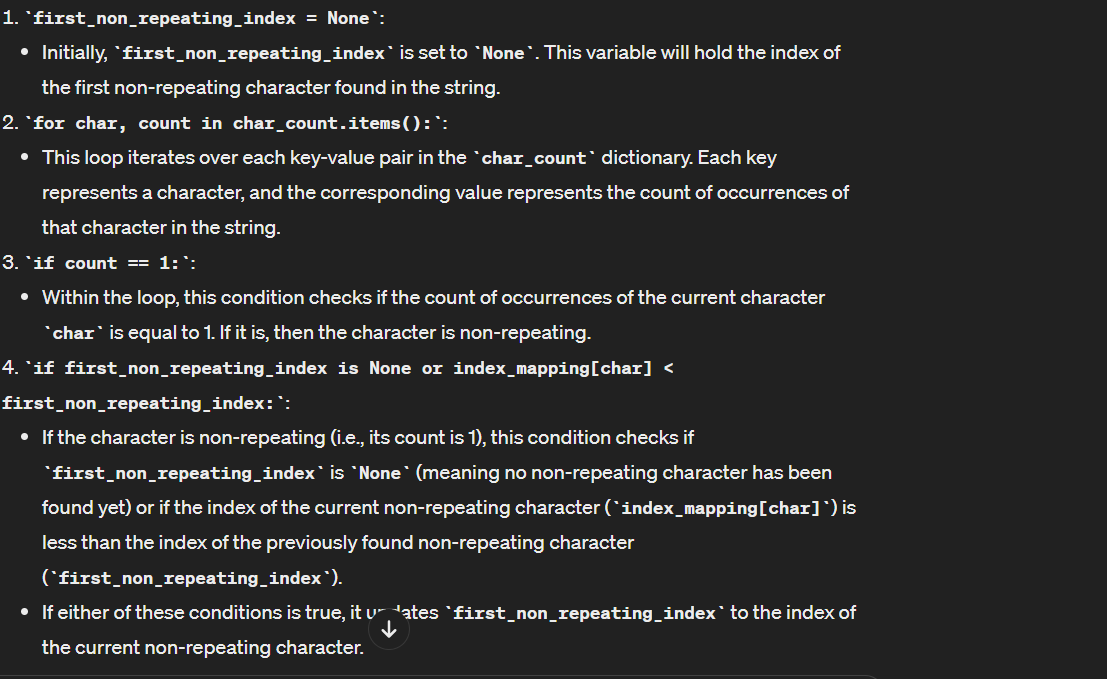 1. `first_non_repeating_index = None`:
• Initially, `first_non_repeating_index` is set to `None`. This variable will hold the index of
the first non-repeating character found in the string.
2. `for char, count in char_count.items():`:
• This loop iterates over each key-value pair in the `char_count` dictionary. Each key
represents a character, and the corresponding value represents the count of occurrences of
that character in the string.
3. `if count == 1:`:
• Within the loop, this condition checks if the count of occurrences of the current character
`char` is equal to 1. If it is, then the character is non-repeating.
4. `if first_non_repeating_index is None or index_mapping[char] <
first_non_repeating_index:`:
• If the character is non-repeating (i.e., its count is 1), this condition checks if
`first_non_repeating_index` is `None` (meaning no non-repeating character has been
found yet) or if the index of the current non-repeating character (`index_mapping[char]`) is
less than the index of the previously found non-repeating character
(`first_non_repeating_index`).
• If either of these conditions is true, it updates `first_non_repeating_index` to the index of
the current non-repeating character.